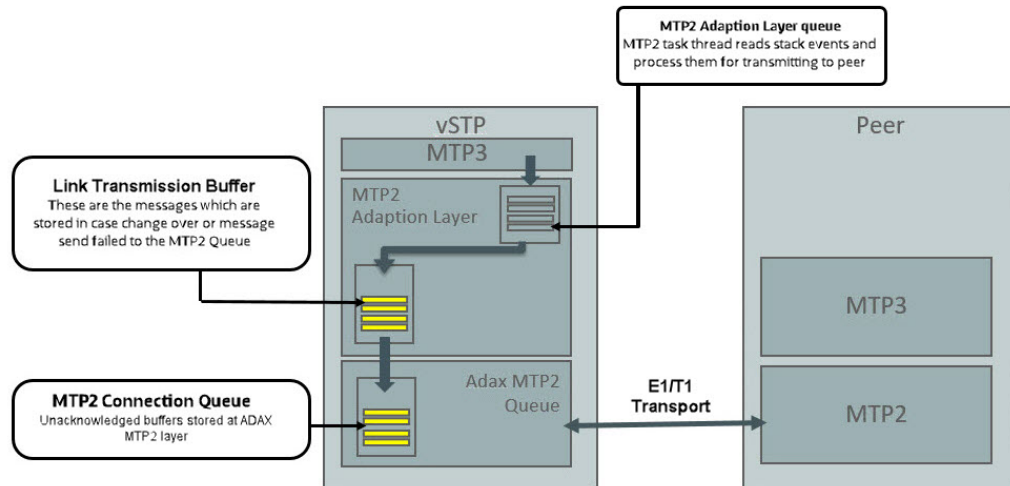 MTP2 Adaption Layer queue
MTP2 task thread reads stack events and
process them for transmitting to peer
vSTP
Peer
MTP3
Link Transmission Buffer
These are the messages which are
stored in case change over or message
send failed to the MTP2 Queue
MTP2
Adaption Layer
MTP3
MTP2 Connection Queue
Unacknowledged buffers stored at ADAX
MTP2 layer
Adax MTP2
Queue
E1/T1
Transport
MTP2